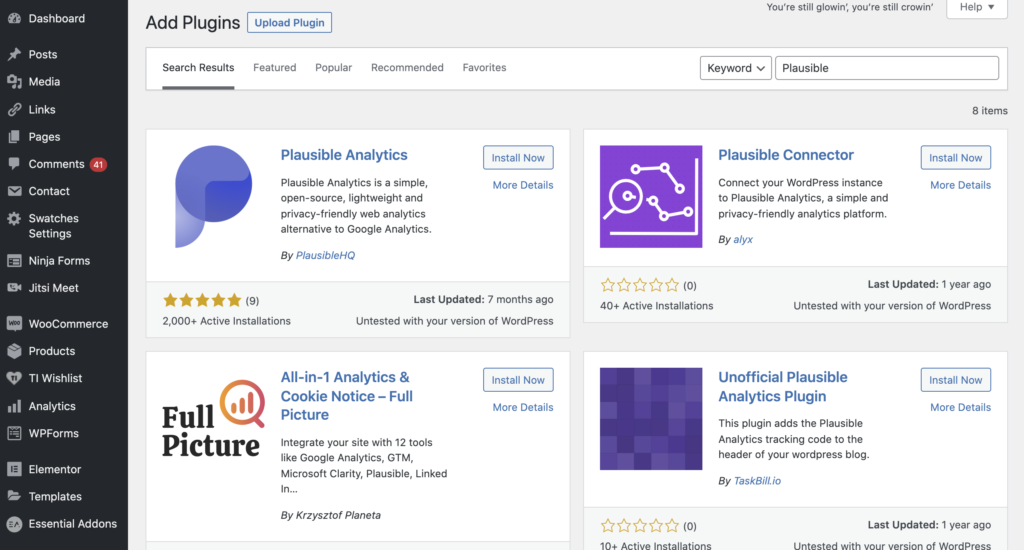 Dashboard
Posts
Media
Links
Pages
Comments 41
Contact
Swatches
Settings
Ninja Forms
Jitsi Meet
WooCommerce
Products
TI Wishlist
Analytics
WPForms
Elementor
Templates
Essential Addons
Add Plugins Upload Plugin
You're still glowin', you're still crowin'
Help
Search Results Featured Popular Recommended Favorites
Keyword Plausible
8 items
Plausible Analytics
Install Now
More Details
Plausible Analytics is a simple,
open-source, lightweight and
privacy-friendly web analytics
alternative to Google Analytics.
By PlausibleHQ
(9)
Last Updated: 7 months ago
2,000+ Active Installations
Untested with your version of WordPress
Plausible Connector
Install Now
More Details
Connect your WordPress instance
to Plausible Analytics, a simple and
privacy-friendly analytics platform.
By alyx
(0)
Last Updated: 1 year ago
40+ Active Installations
Untested with your version of WordPress
Full
Picture
All-in-1 Analytics &
Cookie Notice – Full
Picture
Install Now
More Details
Integrate your site with 12 tools
like Google Analytics, GTM,
Microsoft Clarity, Plausible, Linked
In...
By Krzysztof Planeta
Unofficial Plausible
Analytics Plugin
Install Now
More Details
This plugin adds the Plausible
Analytics tracking code to the
header of your wordpress blog.
By TaskBill.io
(0)
Last Updated: 1 year ago
10+ Active Installations
Untested with your version of WordPress